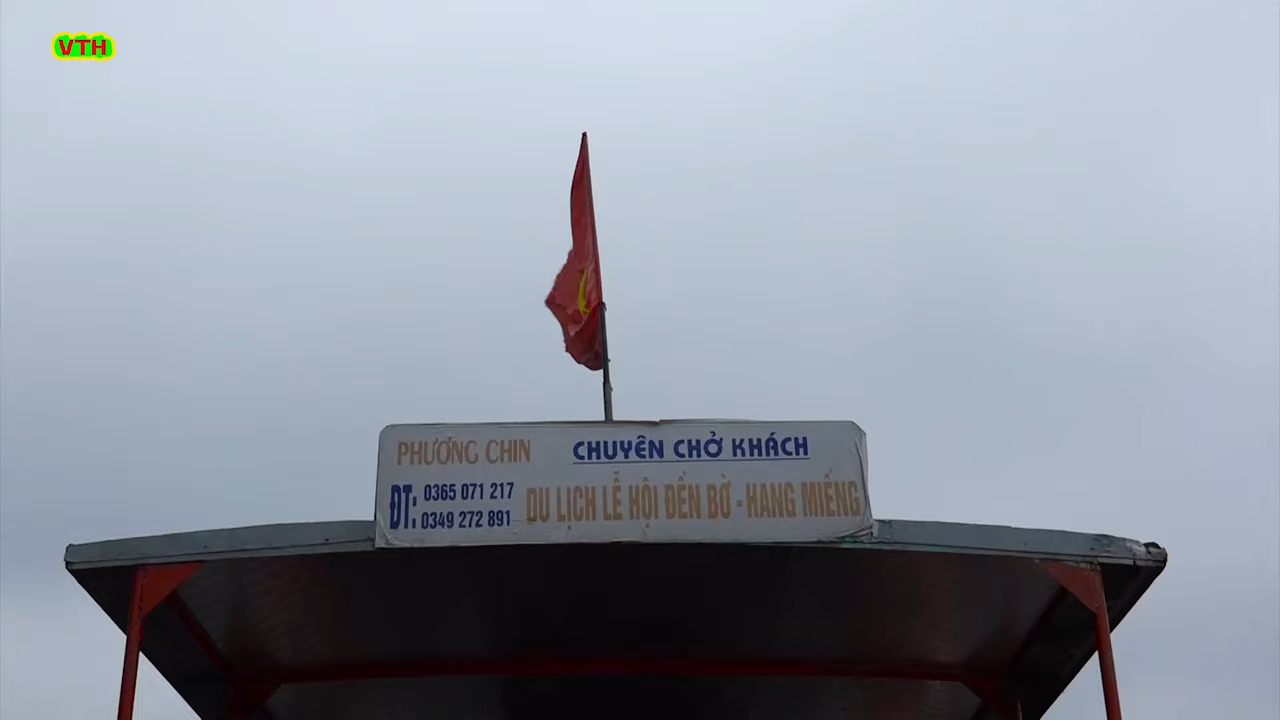 VTH
PHƯƠNG CHIN
CHUYÊN CHỞ KHÁCH
ĐT: 0365 071 217
0349 272 891
DU LỊCH LỄ HỘI ĐỀN BỜ - HANG MIẾNG